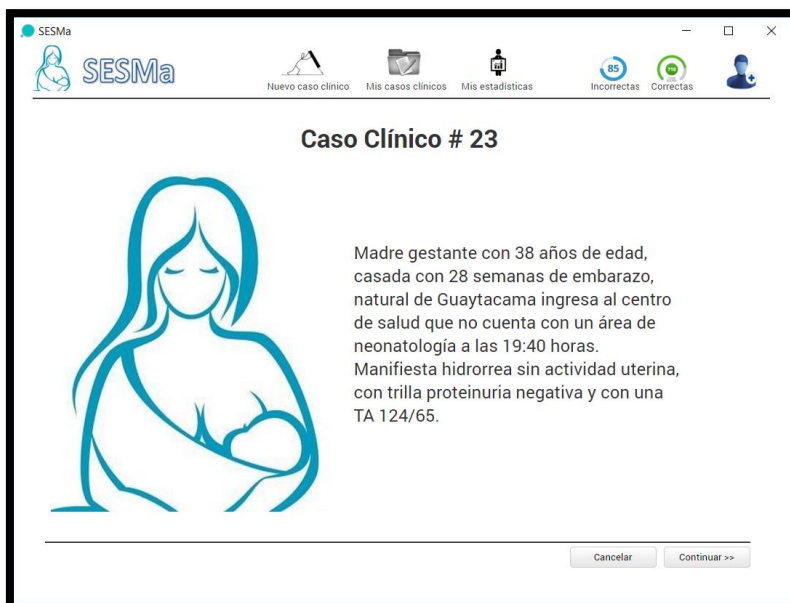 SESMa
SESMa
Nuevo caso clínico
Mis casos clínicos
Mis estadísticas
85
Incorrectas
Correctas
Caso Clínico # 23
Madre gestante con 38 años de edad,
casada con 28 semanas de embarazo,
natural de Guaytacama ingresa al centro
de salud que no cuenta con un área de
neonatología a las 19:40 horas.
Manifiesta hidrorrea sin actividad uterina,
con trilla proteinuria negativa y con una
TA 124/65.
Cancelar
Continuar >>